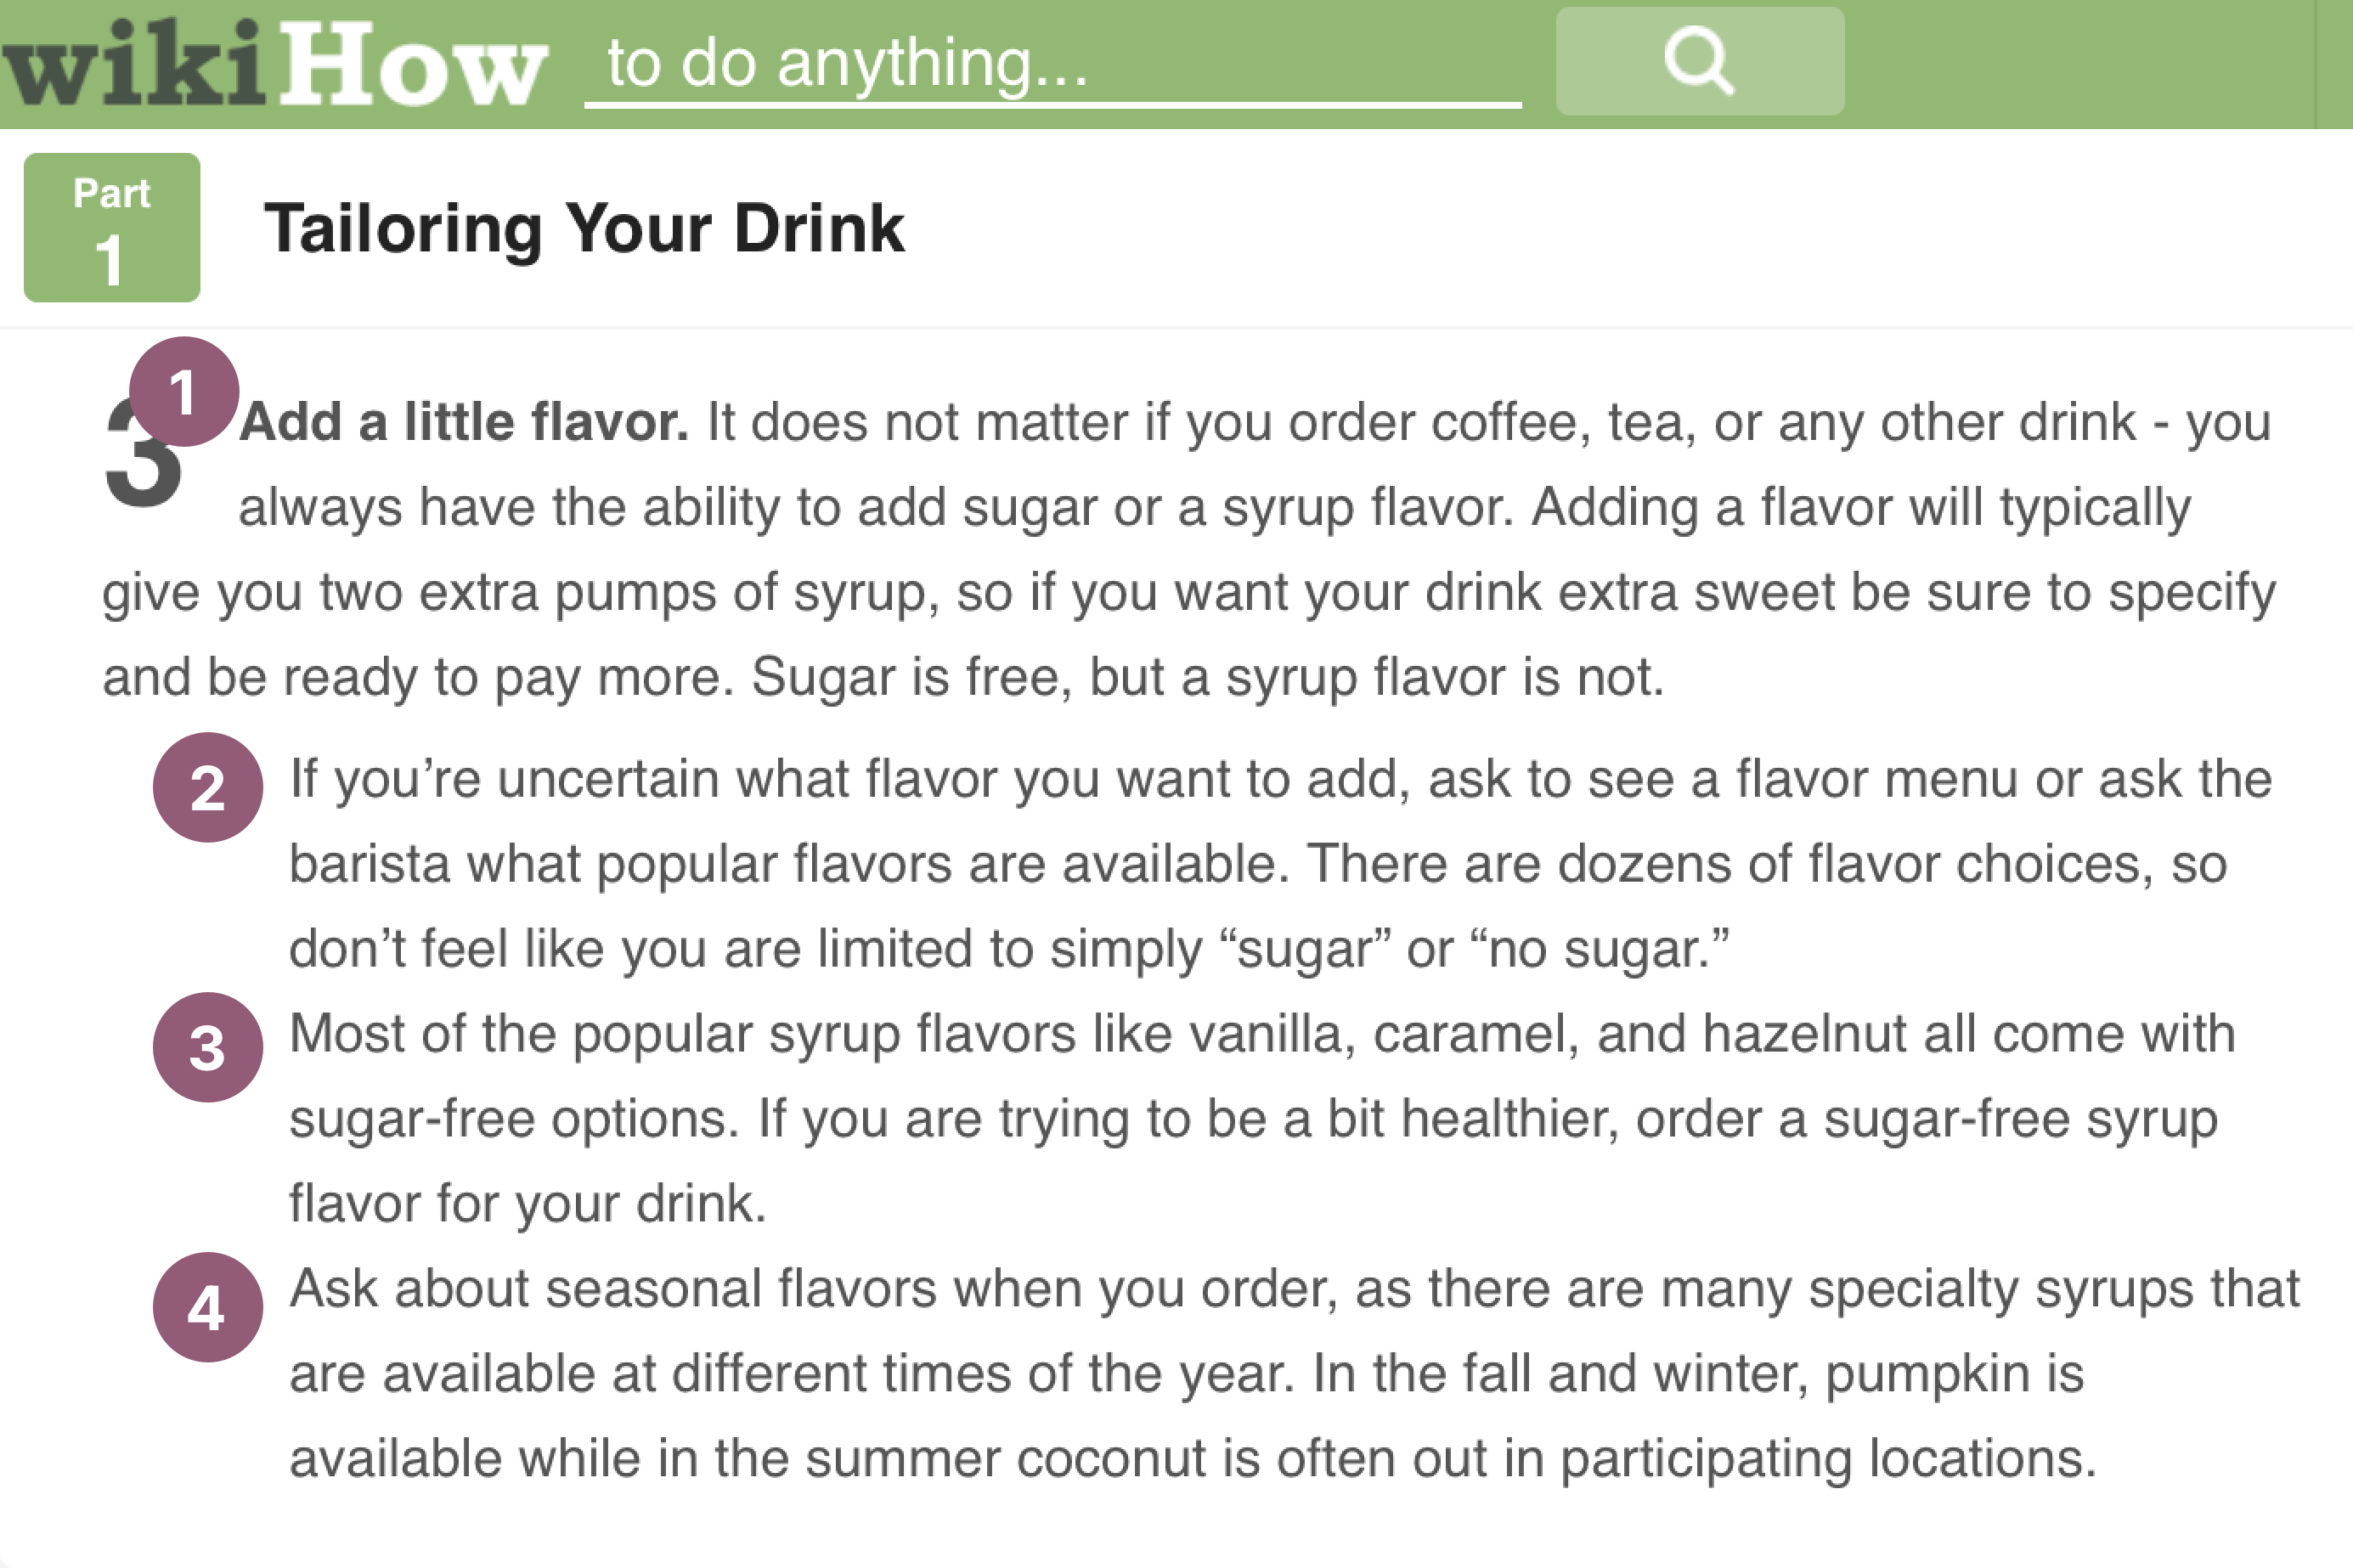 wikiHow to do anything...
Part
1
Tailoring Your Drink
1
3 Add a little flavor. It does not matter if you order coffee, tea, or any other drink - you
always have the ability to add sugar or a syrup flavor. Adding a flavor will typically
give you two extra pumps of syrup, so if you want your drink extra sweet be sure to specify
and be ready to pay more. Sugar is free, but a syrup flavor is not.
2 If you’re uncertain what flavor you want to add, ask to see a flavor menu or ask the
barista what popular flavors are available. There are dozens of flavor choices, so
don’t feel like you are limited to simply “sugar” or “no sugar.”
3 Most of the popular syrup flavors like vanilla, caramel, and hazelnut all come with
sugar-free options. If you are trying to be a bit healthier, order a sugar-free syrup
flavor for your drink.
4 Ask about seasonal flavors when you order, as there are many specialty syrups that
are available at different times of the year. In the fall and winter, pumpkin is
available while in the summer coconut is often out in participating locations.